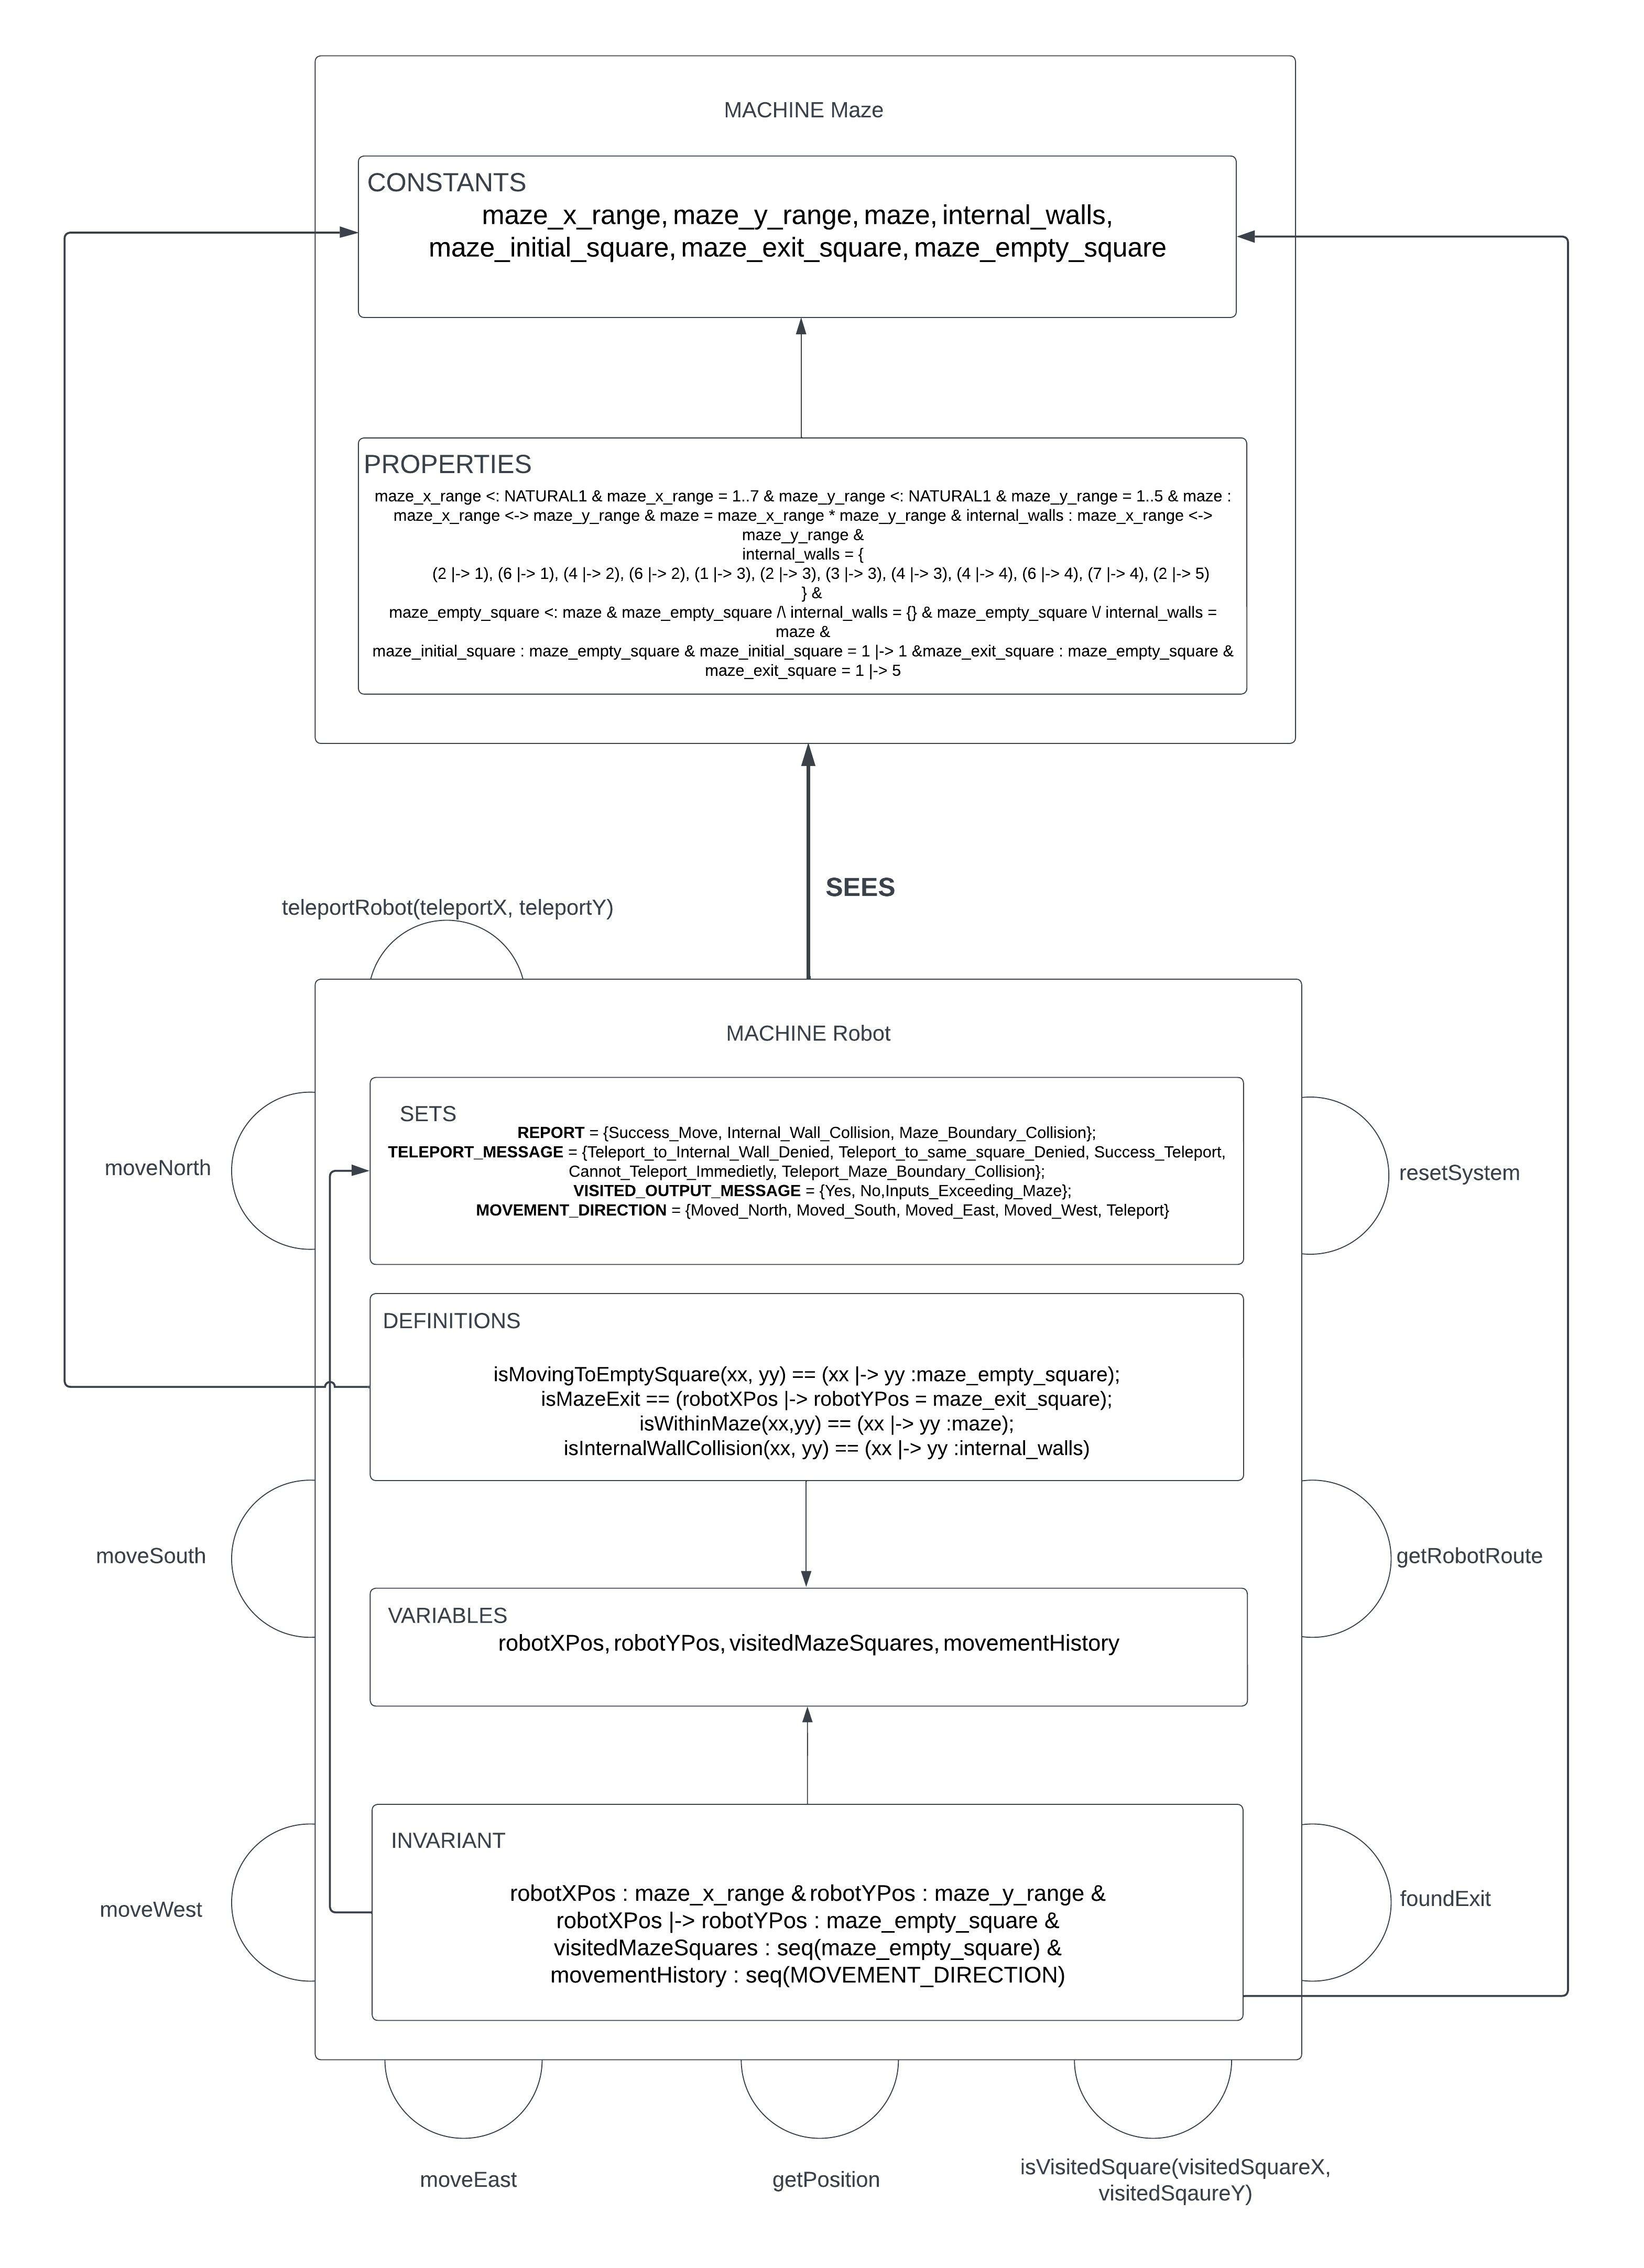 MACHINE Maze
CONSTANTS
maze_x_range, maze_y_range, maze, internal_walls,
maze_initial_square, maze_exit_square, maze_empty_square
PROPERTIES
maze_x_range <: NATURAL1 & maze_x_range = 1..7 & maze_y_range <: NATURAL1 & maze_y_range = 1..5 & maze :
maze_x_range <-> maze_y_range & maze = maze_x_range * maze_y_range & internal_walls : maze_x_range <->
maze_y_range &
internal_walls = {
(2 |-> 1), (6 |-> 1), (4 |-> 2), (6 |-> 2), (1 |-> 3), (2 |-> 3), (3 |-> 3), (4 |-> 3), (4 |-> 4), (6 |-> 4), (7 |-> 4), (2 |-> 5)
} &
maze_empty_square <: maze & maze_empty_square /\ internal_walls = {} & maze_empty_square \/ internal_walls =
maze &
maze_initial_square : maze_empty_square & maze_initial_square = 1 |-> 1 &maze_exit_square : maze_empty_square &
maze_exit_square = 1 |-> 5
SEES
teleportRobot(teleportX, teleportY)
MACHINE Robot
SETS
REPORT = {Success_Move, Internal_Wall_Collision, Maze_Boundary_Collision};
TELEPORT_MESSAGE = {Teleport_to_Internal_Wall_Denied, Teleport_to_same_square_Denied, Success_Teleport,
Cannot_Teleport_Immedietly, Teleport_Maze_Boundary_Collision};
VISITED_OUTPUT_MESSAGE = {Yes, No,Inputs_Exceeding_Maze};
MOVEMENT_DIRECTION = {Moved_North, Moved_South, Moved_East, Moved_West, Teleport}
moveNorth
resetSystem
DEFINITIONS
isMovingToEmptySquare(xx, yy) == (xx |-> yy :maze_empty_square);
isMazeExit == (robotXPos |-> robotYPos = maze_exit_square);
isWithinMaze(xx,yy) == (xx |-> yy :maze);
isInternalWallCollision(xx, yy) == (xx |-> yy :internal_walls)
moveSouth
getRobotRoute
VARIABLES
robotXPos, robotYPos, visitedMazeSquares, movementHistory
INVARIANT
robotXPos : maze_x_range & robotYPos : maze_y_range &
robotXPos |-> robotYPos : maze_empty_square &
visitedMazeSquares : seq(maze_empty_square) &
movementHistory : seq(MOVEMENT_DIRECTION)
moveWest
foundExit
moveEast
getPosition
isVisitedSquare(visitedSquareX,
visitedSqaureY)